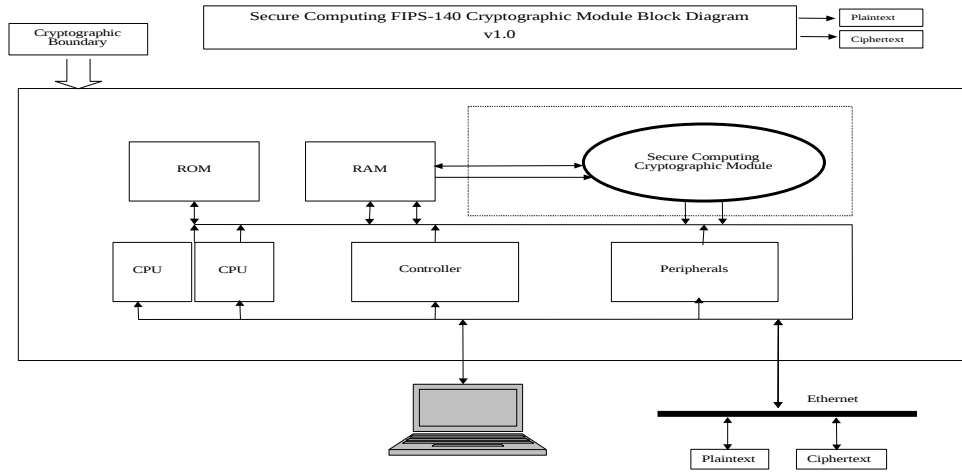 Secure Computing FIPS-140 Cryptographic Module Block Diagram
v1.0
Plaintext
Ciphertext
Cryptographic
Boundary
ROM
RAM
Secure Computing
Cryptographic Module
CPU
CPU
Controller
Peripherals
Ethernet
Plaintext
Ciphertext